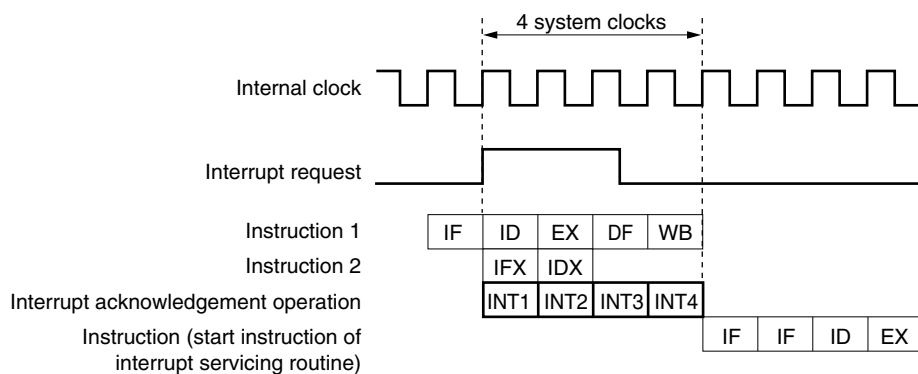 4 system clocks
Internal clock
Interrupt request
Instruction 1
IF ID EX DF WB
Instruction 2
IFX IDX
Interrupt acknowledgement operation
INT1 INT2 INT3 INT4
Instruction (start instruction of
interrupt servicing routine)
IF IF ID EX